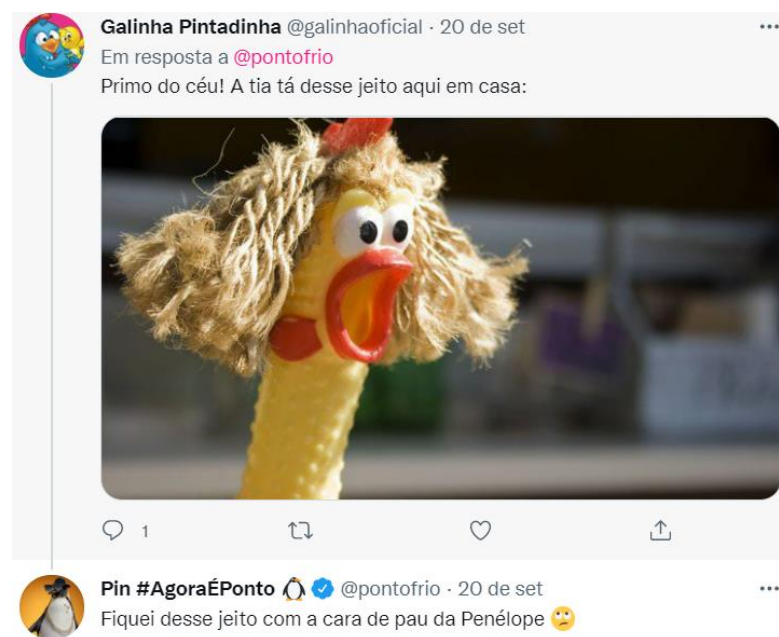 Galinha Pintadinha @galinhaoficial · 20 de set
Em resposta a @pontofrio
Primo do céu! A tia tá desse jeito aqui em casa:
1
Pin #AgoraÉPonto 🐧 @pontofrio · 20 de set
Fiquei desse jeito com a cara de pau da Penélope 🙄